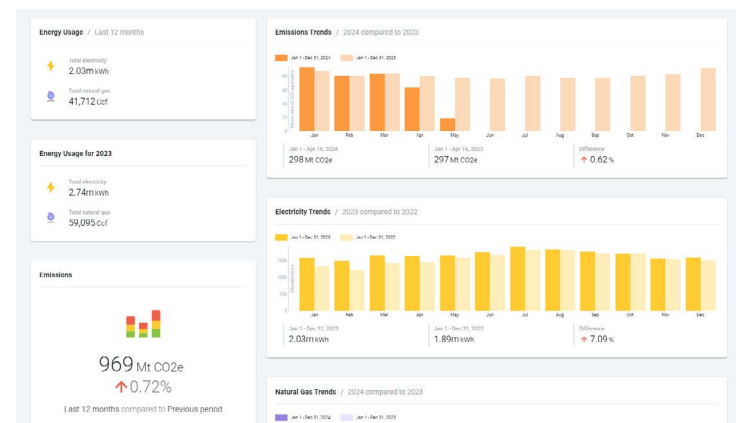 Energy Usage / Last 12 months
Total electricity
2.03m kWh
Total natural gas
41,712 Ccf
Energy Usage for 2023
Total electricity
2.74m kWh
Total natural gas
59,095 Ccf
Emissions
969 Mt CO2e
↑0.72%
Last 12 months compared to Previous period
Emissions Trends / 2024 compared to 2023
Jan 1 - Dec 31, 2024 Jan 1 - Dec 31, 2023
0
Jan Feb Mar Apr May Jun Jul Aug Sep Oct Nov Dec
Jan 1 - Apr 16, 2024
298 Mt CO2e
Jan 1 - Apr 16, 2023
297 Mt CO2e
Difference
↑ 0.62 %
Electricity Trends / 2023 compared to 2022
Jan 1 - Dec 31, 2023 Jan 1 - Dec 31, 2022
150k
100k
50k
0
Jan Feb Mar Apr May Jun Jul Aug Sep Oct Nov Dec
Jan 1 - Dec 31, 2023
2.03m kWh
Jan 1 - Dec 31, 2022
1.89m kWh
Difference
↑ 7.09 %
Natural Gas Trends / 2024 compared to 2023
Jan 1 - Dec 31, 2024 Jan 1 - Dec 31, 2023